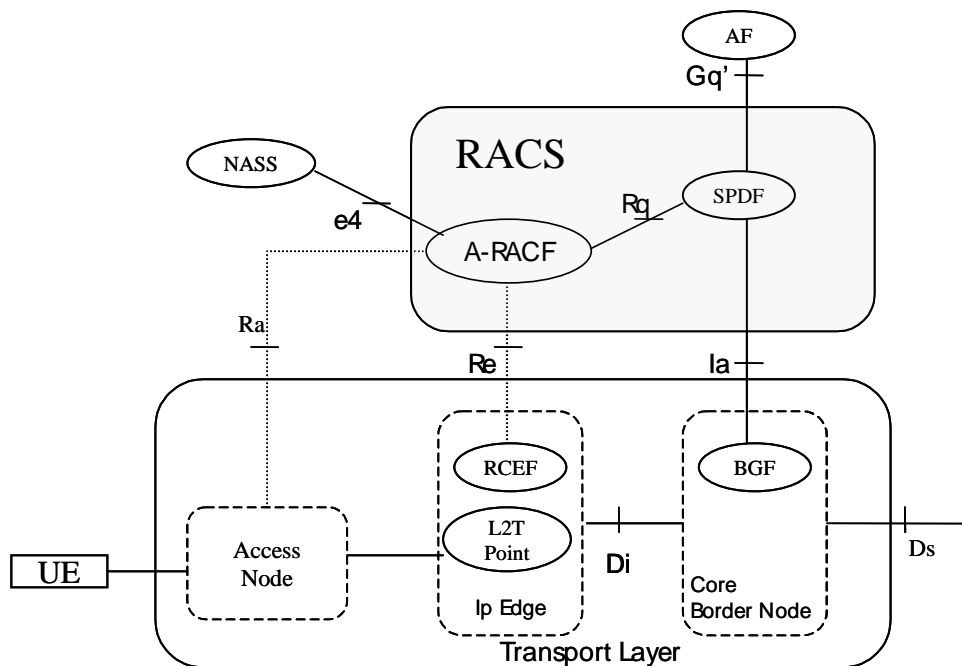 AF
Gq’
RACS
NASS
SPDF
Rq
e4
A-RACF
Ra
Re
Ia
RCEF
BGF
L2T
Point
Access
Node
UE
Di
Ds
Core
Border Node
Ip Edge
Transport Layer